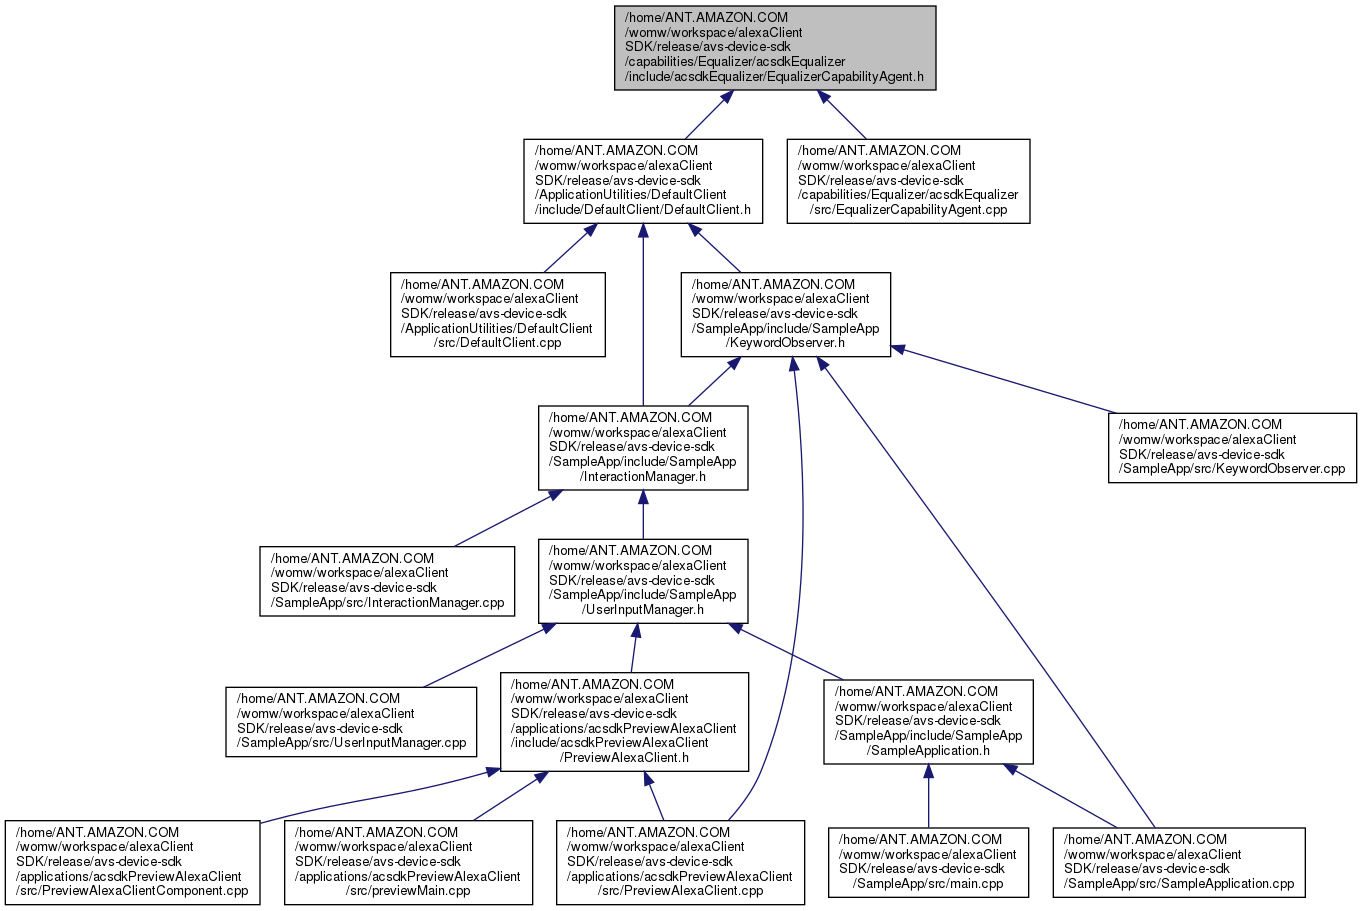 /home/ANT.AMAZON.COM
/womw/workspace/alexaClient
SDK/release/avs-device-sdk
/capabilities/Equalizer/acsdkEqualizer
/include/acsdkEqualizer/EqualizerCapabilityAgent.h
/home/ANT.AMAZON.COM
/womw/workspace/alexaClient
SDK/release/avs-device-sdk
/ApplicationUtilities/DefaultClient
/include/DefaultClient/DefaultClient.h
/home/ANT.AMAZON.COM
/womw/workspace/alexaClient
SDK/release/avs-device-sdk
/capabilities/Equalizer/acsdkEqualizer
/src/EqualizerCapabilityAgent.cpp
/home/ANT.AMAZON.COM
/womw/workspace/alexaClient
SDK/release/avs-device-sdk
/ApplicationUtilities/DefaultClient
/src/DefaultClient.cpp
/home/ANT.AMAZON.COM
/womw/workspace/alexaClient
SDK/release/avs-device-sdk
/SampleApp/include/SampleApp
/KeywordObserver.h
/home/ANT.AMAZON.COM
/womw/workspace/alexaClient
SDK/release/avs-device-sdk
/SampleApp/include/SampleApp
/InteractionManager.h
/home/ANT.AMAZON.COM
/womw/workspace/alexaClient
SDK/release/avs-device-sdk
/SampleApp/src/KeywordObserver.cpp
/home/ANT.AMAZON.COM
/womw/workspace/alexaClient
SDK/release/avs-device-sdk
/SampleApp/src/InteractionManager.cpp
/home/ANT.AMAZON.COM
/womw/workspace/alexaClient
SDK/release/avs-device-sdk
/SampleApp/include/SampleApp
/UserInputManager.h
/home/ANT.AMAZON.COM
/womw/workspace/alexaClient
SDK/release/avs-device-sdk
/SampleApp/src/UserInputManager.cpp
/home/ANT.AMAZON.COM
/womw/workspace/alexaClient
SDK/release/avs-device-sdk
/applications/acsdkPreviewAlexaClient
/include/acsdkPreviewAlexaClient
/PreviewAlexaClient.h
/home/ANT.AMAZON.COM
/womw/workspace/alexaClient
SDK/release/avs-device-sdk
/SampleApp/include/SampleApp
/SampleApplication.h
/home/ANT.AMAZON.COM
/womw/workspace/alexaClient
SDK/release/avs-device-sdk
/applications/acsdkPreviewAlexaClient
/src/PreviewAlexaClientComponent.cpp
/home/ANT.AMAZON.COM
/womw/workspace/alexaClient
SDK/release/avs-device-sdk
/applications/acsdkPreviewAlexaClient
/src/previewMain.cpp
/home/ANT.AMAZON.COM
/womw/workspace/alexaClient
SDK/release/avs-device-sdk
/applications/acsdkPreviewAlexaClient
/src/PreviewAlexaClient.cpp
/home/ANT.AMAZON.COM
/womw/workspace/alexaClient
SDK/release/avs-device-sdk
/SampleApp/src/main.cpp
/home/ANT.AMAZON.COM
/womw/workspace/alexaClient
SDK/release/avs-device-sdk
/SampleApp/src/SampleApplication.cpp